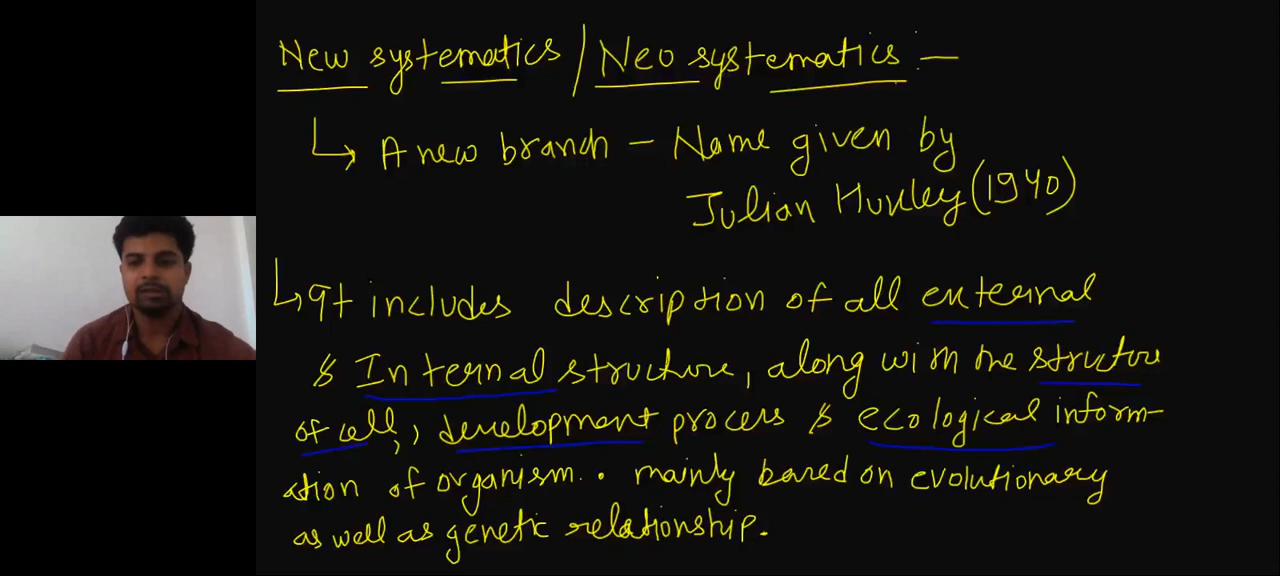 New systematics / Neo systematics :-
↳ A new branch - Name given by
Julian Huxley (1940)
↳ It includes description of all external
& Internal structure, along with the structure
of cell, development process & ecological inform-
ation of organism. mainly based on evolutionary
as well as genetic relationship.